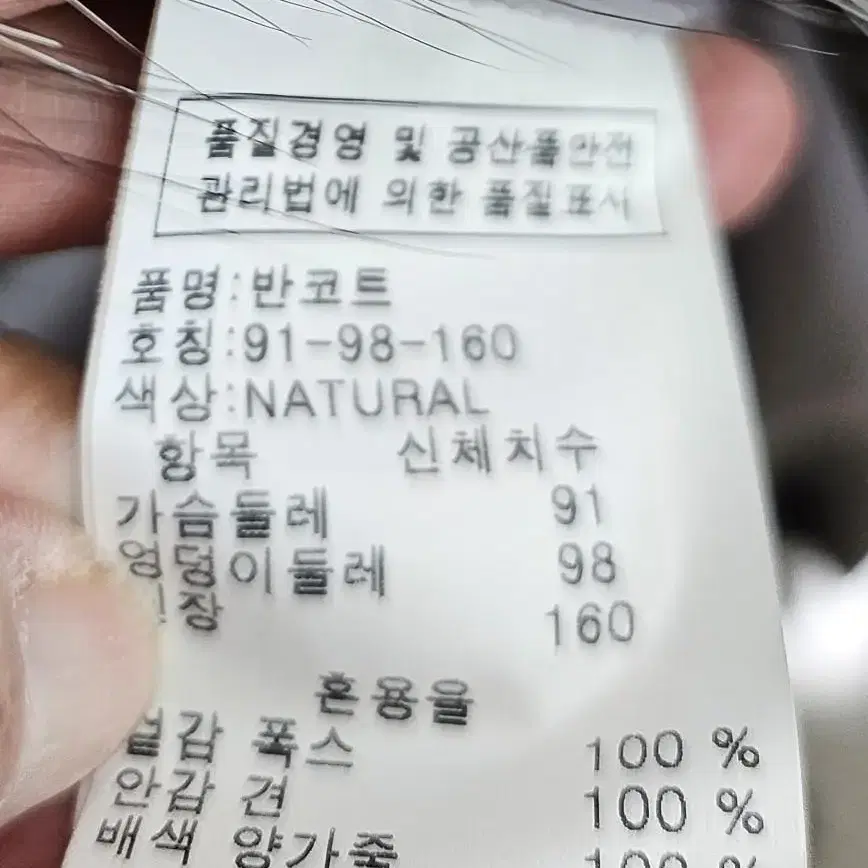 품질경영 및 공산품안전
관리법에 의한 품질표시
품명:반코트
호칭:91-98-160
색상:NATURAL
항목 신체치수
가슴둘레 91
엉덩이둘레 98
신장 160
혼용율
겉감 폭스 100 %
안감 견 100 %
배색 양가죽 100 %